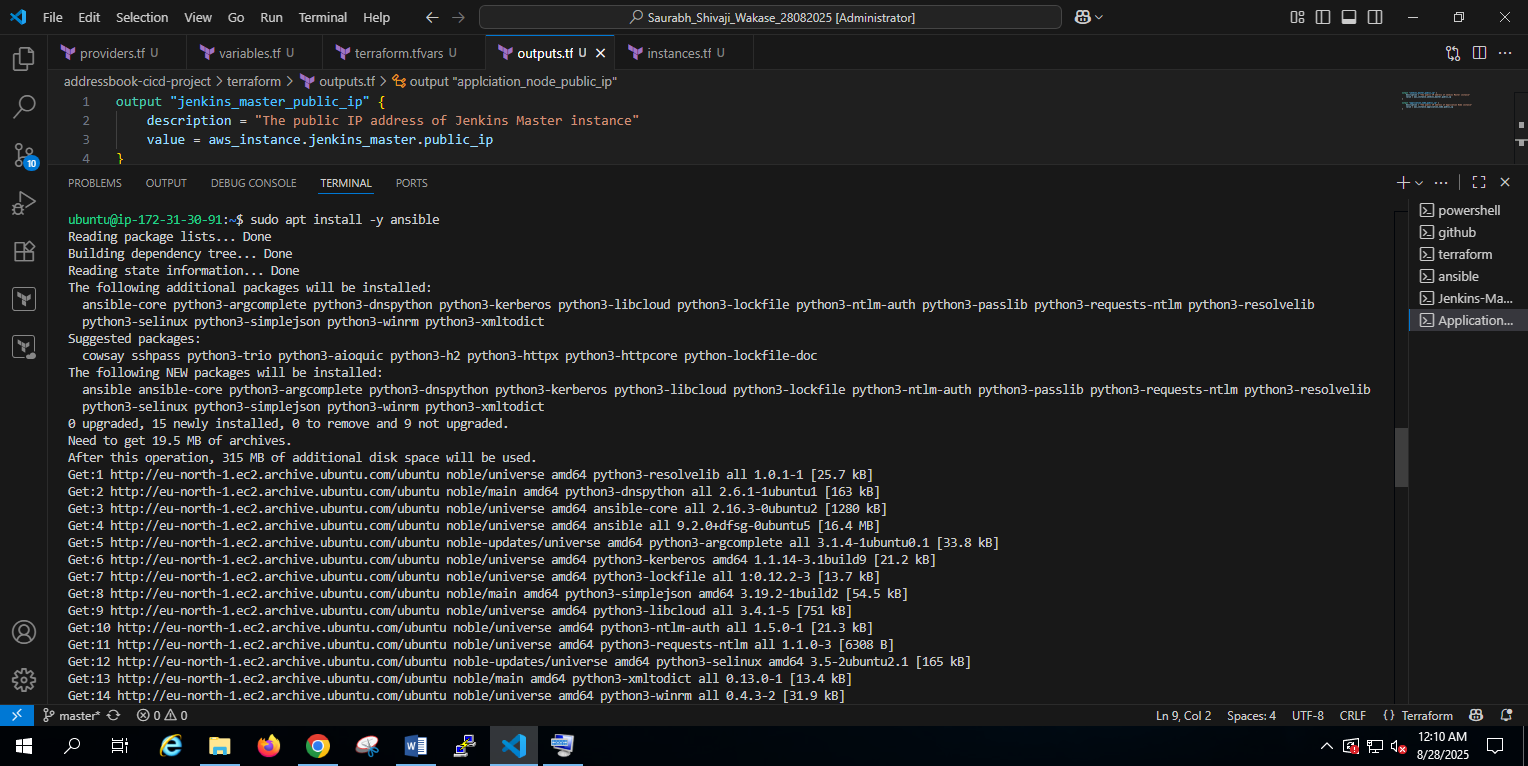 File Edit Selection View Go Run Terminal Help
Saurabh_Shivaji_Wakase_28082025 [Administrator]
providers.tf U variables.tf U terraform.tfvars U outputs.tf U instances.tf U
addressbook-cicd-project > terraform > outputs.tf > output "applciation_node_public_ip"
1 output "jenkins_master_public_ip" {
2 description = "The public IP address of Jenkins Master instance"
3 value = aws_instance.jenkins_master.public_ip
4 }
10
PROBLEMS OUTPUT DEBUG CONSOLE TERMINAL PORTS
ubuntu@ip-172-31-30-91:~$ sudo apt install -y ansible
Reading package lists... Done
Building dependency tree... Done
Reading state information... Done
The following additional packages will be installed:
ansible-core python3-argcomplete python3-dnspython python3-kerberos python3-libcloud python3-lockfile python3-ntlm-auth python3-passlib python3-requests-ntlm python3-resolvelib
python3-selinux python3-simplejson python3-winrm python3-xmltodict
Suggested packages:
cowsay sshpass python3-trio python3-aioquic python3-h2 python3-httpx python3-httpcore python-lockfile-doc
The following NEW packages will be installed:
ansible ansible-core python3-argcomplete python3-dnspython python3-kerberos python3-libcloud python3-lockfile python3-ntlm-auth python3-passlib python3-requests-ntlm python3-resolvelib
python3-selinux python3-simplejson python3-winrm python3-xmltodict
0 upgraded, 15 newly installed, 0 to remove and 9 not upgraded.
Need to get 19.5 MB of archives.
After this operation, 315 MB of additional disk space will be used.
Get:1 http://eu-north-1.ec2.archive.ubuntu.com/ubuntu noble/universe amd64 python3-resolvelib all 1.0.1-1 [25.7 kB]
Get:2 http://eu-north-1.ec2.archive.ubuntu.com/ubuntu noble/main amd64 python3-dnspython all 2.6.1-1ubuntu1 [163 kB]
Get:3 http://eu-north-1.ec2.archive.ubuntu.com/ubuntu noble/universe amd64 ansible-core all 2.16.3-0ubuntu2 [1280 kB]
Get:4 http://eu-north-1.ec2.archive.ubuntu.com/ubuntu noble/universe amd64 ansible all 9.2.0+dfsg-0ubuntu5 [16.4 MB]
Get:5 http://eu-north-1.ec2.archive.ubuntu.com/ubuntu noble-updates/universe amd64 python3-argcomplete all 3.1.4-1ubuntu0.1 [33.8 kB]
Get:6 http://eu-north-1.ec2.archive.ubuntu.com/ubuntu noble/universe amd64 python3-kerberos amd64 1.1.14-3.1build9 [21.2 kB]
Get:7 http://eu-north-1.ec2.archive.ubuntu.com/ubuntu noble/universe amd64 python3-lockfile all 1:0.12.2-3 [13.7 kB]
Get:8 http://eu-north-1.ec2.archive.ubuntu.com/ubuntu noble/main amd64 python3-simplejson amd64 3.19.2-1build2 [54.5 kB]
Get:9 http://eu-north-1.ec2.archive.ubuntu.com/ubuntu noble/universe amd64 python3-libcloud all 3.4.1-5 [751 kB]
Get:10 http://eu-north-1.ec2.archive.ubuntu.com/ubuntu noble/universe amd64 python3-ntlm-auth all 1.5.0-1 [21.3 kB]
Get:11 http://eu-north-1.ec2.archive.ubuntu.com/ubuntu noble/universe amd64 python3-requests-ntlm all 1.1.0-3 [6308 B]
Get:12 http://eu-north-1.ec2.archive.ubuntu.com/ubuntu noble-updates/universe amd64 python3-selinux amd64 3.5-2ubuntu2.1 [165 kB]
Get:13 http://eu-north-1.ec2.archive.ubuntu.com/ubuntu noble/main amd64 python3-xmltodict all 0.13.0-1 [13.4 kB]
Get:14 http://eu-north-1.ec2.archive.ubuntu.com/ubuntu noble/universe amd64 python3-winrm all 0.4.3-2 [31.9 kB]
powershell
github
terraform
ansible
Jenkins-Ma...
Application...
master* 0 0 Ln 9, Col 2 Spaces: 4 UTF-8 CRLF {} Terraform
12:10 AM
8/28/2025